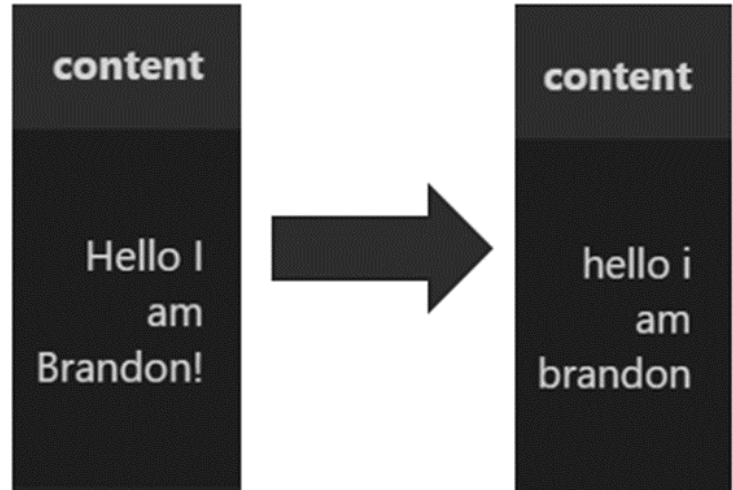 content
Hello I
am
Brandon!
content
hello i
am
brandon